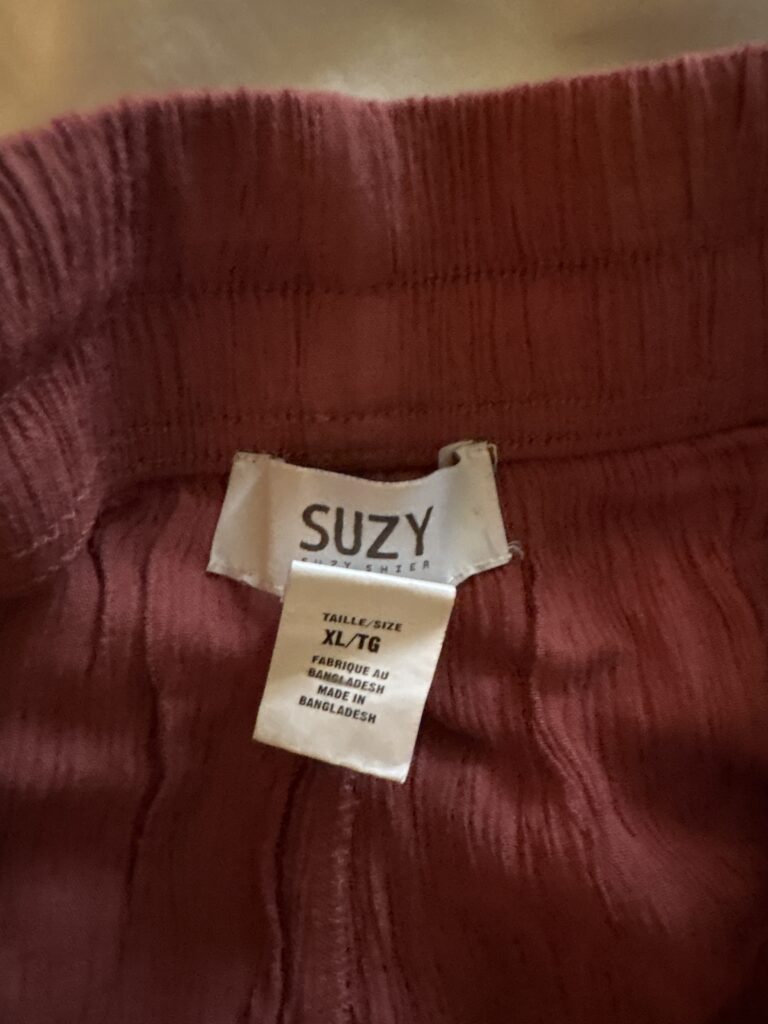 SUZY
SUZY SHIER
TAILLE/SIZE
XL/TG
FABRIQUE AU
BANGLADESH
MADE IN
BANGLADESH